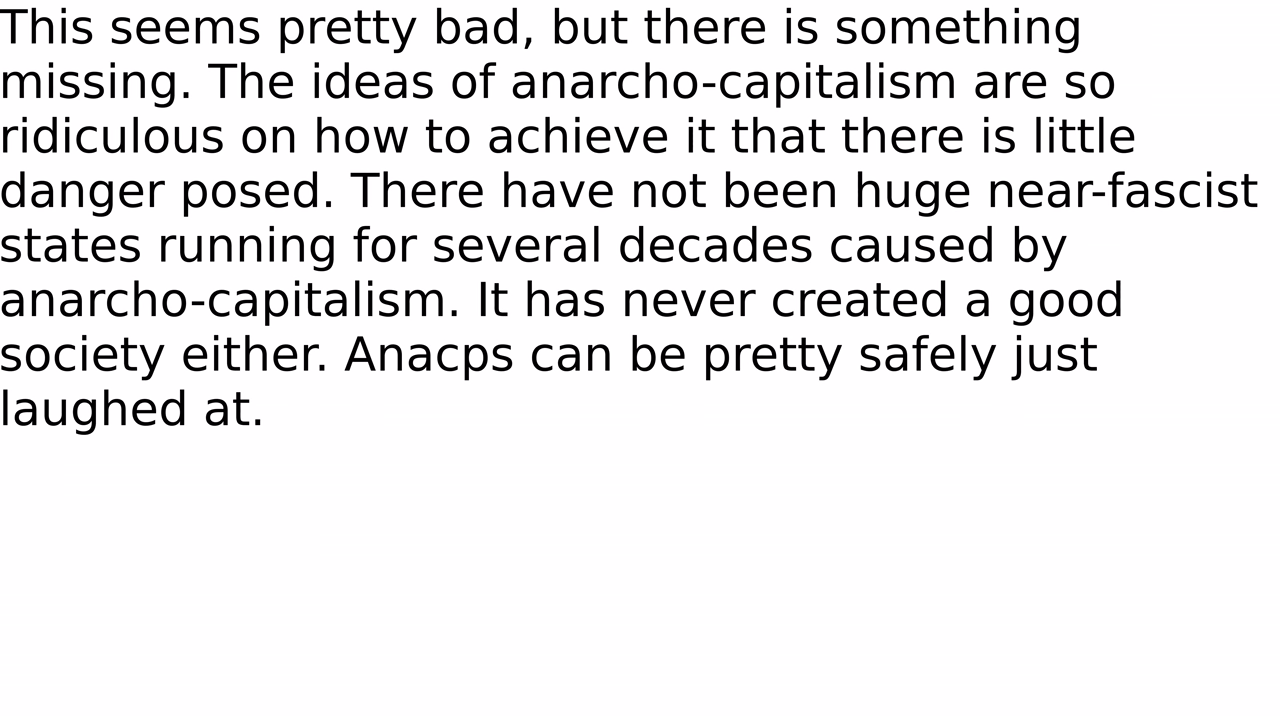 This seems pretty bad, but there is something
missing. The ideas of anarcho-capitalism are so
ridiculous on how to achieve it that there is little
danger posed. There have not been huge near-fascist
states running for several decades caused by
anarcho-capitalism. It has never created a good
society either. Anacps can be pretty safely just
laughed at.